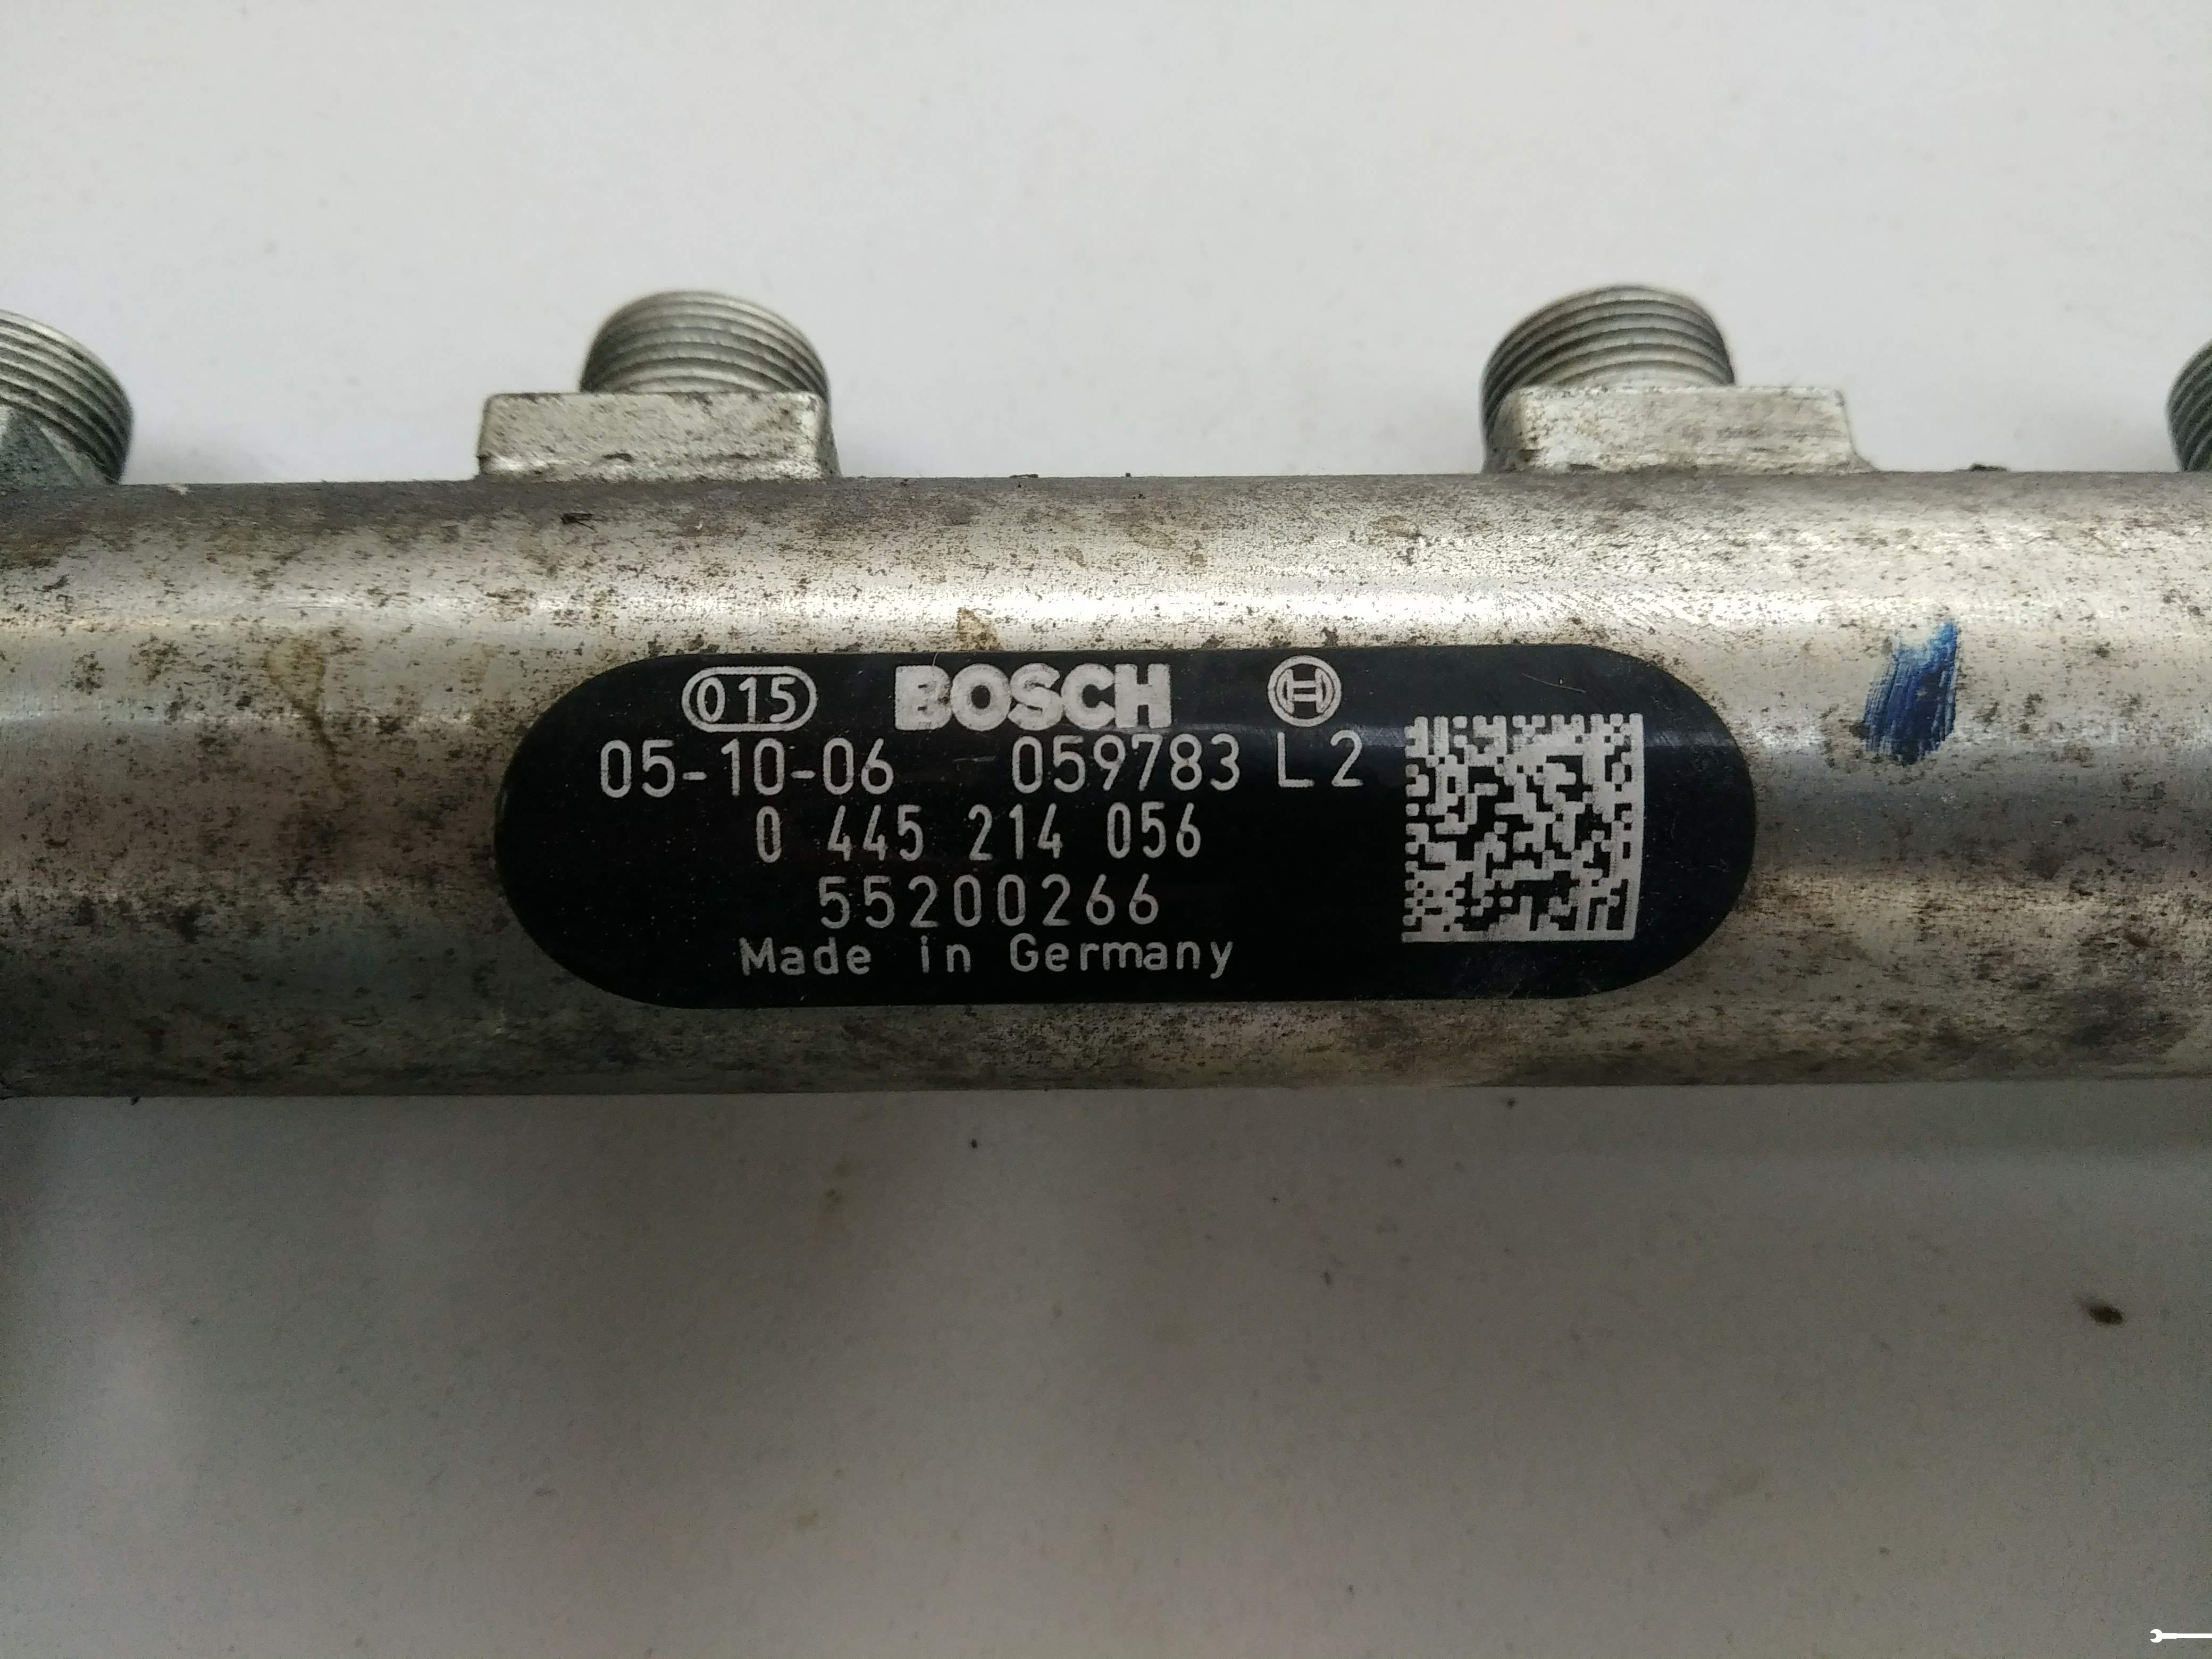 015 BOSCH
05-10-06 059783 L2
0 445 214 056
55200266
Made in Germany